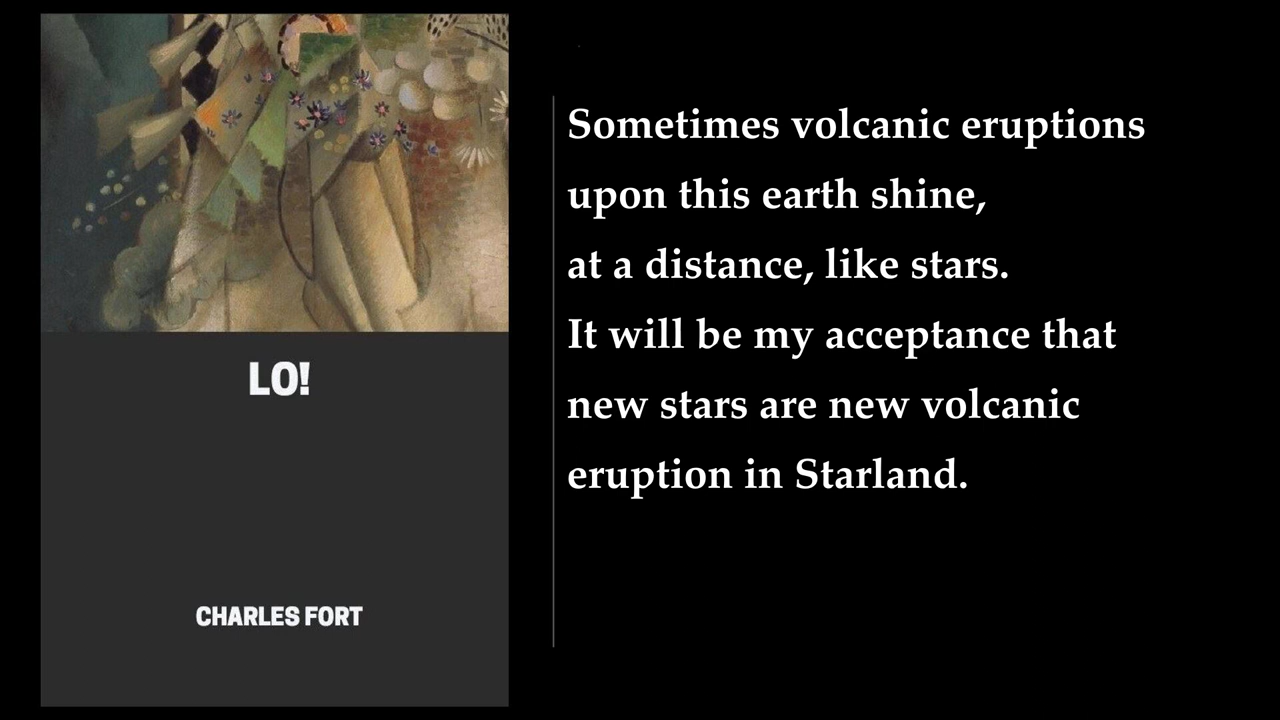 LO!
CHARLES FORT
Sometimes volcanic eruptions
upon this earth shine,
at a distance, like stars.
It will be my acceptance that
new stars are new volcanic
eruption in Starland.